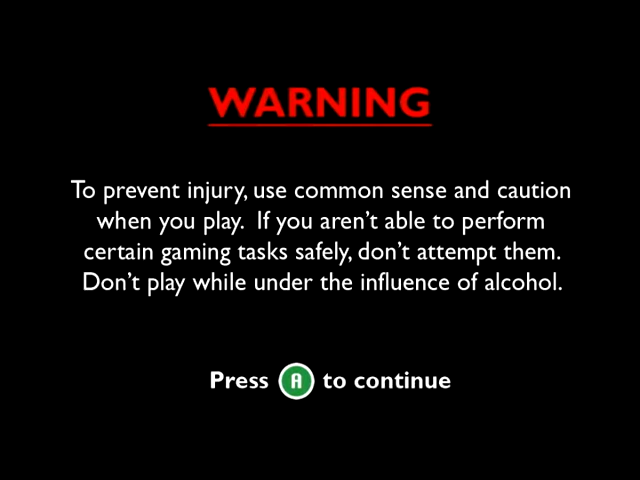 WARNING
To prevent injury, use common sense and caution
when you play.  If you aren't able to perform
certain gaming tasks safely, don't attempt them.
Don't play while under the influence of alcohol.
Press A to continue